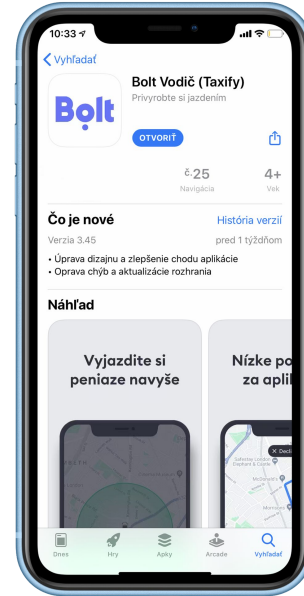 10:33
Vyhľadať
Bolt
Bolt Vodič (Taxify)
Privyrobte si jazdením
OTVORIŤ
č.25
4+
Navigácia
Vek
Čo je nové
História verzií
Verzia 3.45
pred 1 týždňom
• Úprava dizajnu a zlepšenie chodu aplikácie
• Oprava chýb a aktualizácie rozhrania
Náhľad
Vyjazdite si
peniaze navyše
Nízke po
za apli
Dnes
Hry
Apky
Arcade
Vyhľadať